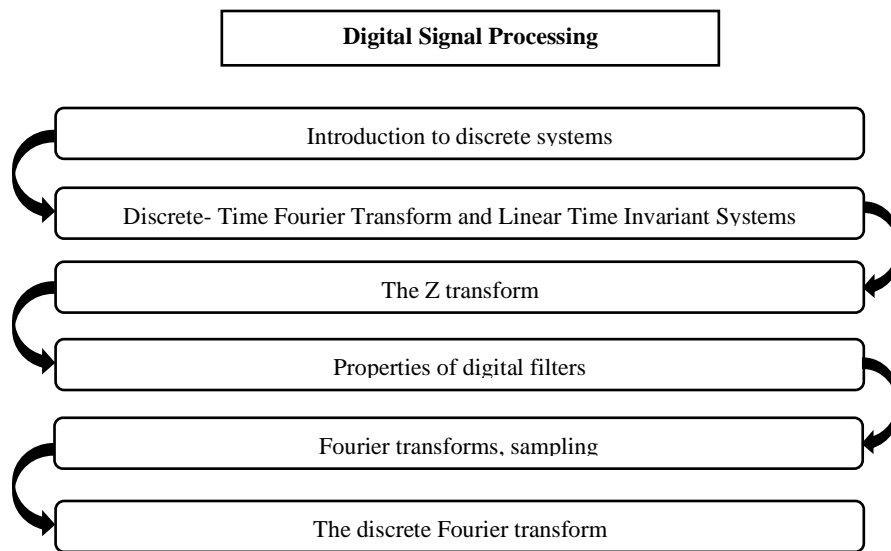 Digital Signal Processing
Introduction to discrete systems
Discrete- Time Fourier Transform and Linear Time Invariant Systems
The Z transform
Properties of digital filters
Fourier transforms, sampling
The discrete Fourier transform